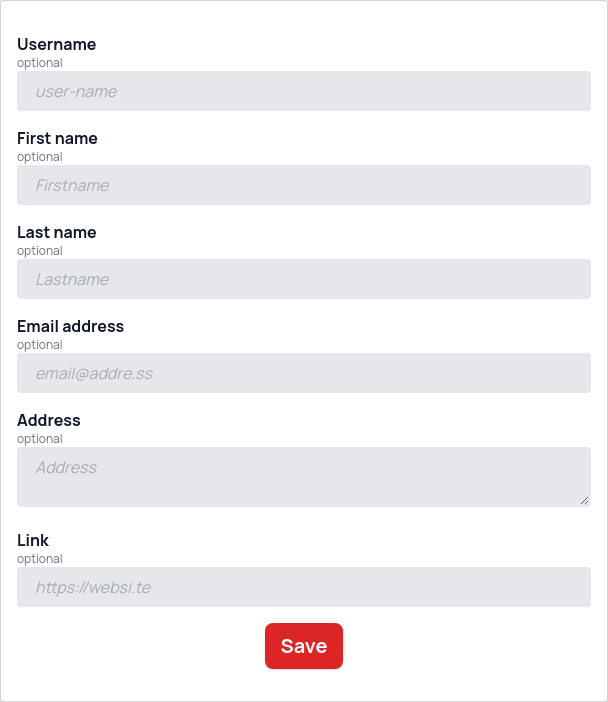 Username
optional
user-name
First name
optional
Firstname
Last name
optional
Lastname
Email address
optional
email@addre.ss
Address
optional
Address
Link
optional
https://websi.te
Save